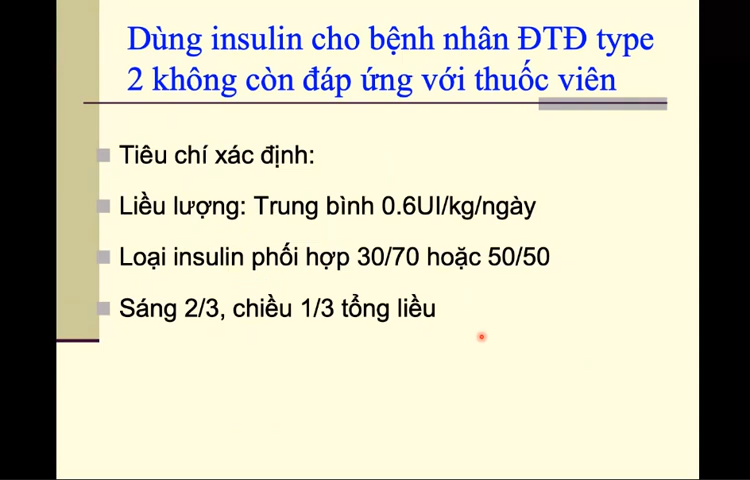 Dùng insulin cho bệnh nhân ĐTĐ type
2 không còn đáp ứng với thuốc viên
Tiêu chí xác định:
Liều lượng: Trung bình 0.6UI/kg/ngày
Loại insulin phối hợp 30/70 hoặc 50/50
Sáng 2/3, chiều 1/3 tổng liều